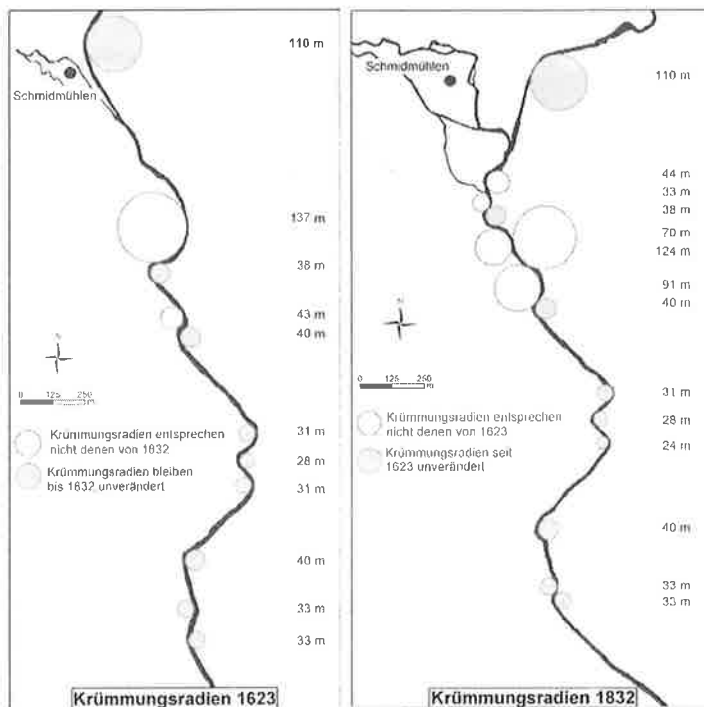 110 m
Schmidmühlen
137 m
38 m
43 m
40 m
N
0 125 250
m
31 m
Krümmungsradien entsprechen
nicht denen von 1832
28 m
Krümmungsradien bleiben
bis 1832 unverändert
31 m
40 m
33 m
33 m
Krümmungsradien 1623
Schmidmühlen
110 m
44 m
33 m
38 m
70 m
124 m
91 m
40 m
N
0 125 250
m
31 m
Krümmungsradien entsprechen
nicht denen von 1623
28 m
24 m
Krümmungsradien seit
1623 unverändert
40 m
33 m
33 m
Krümmungsradien 1832